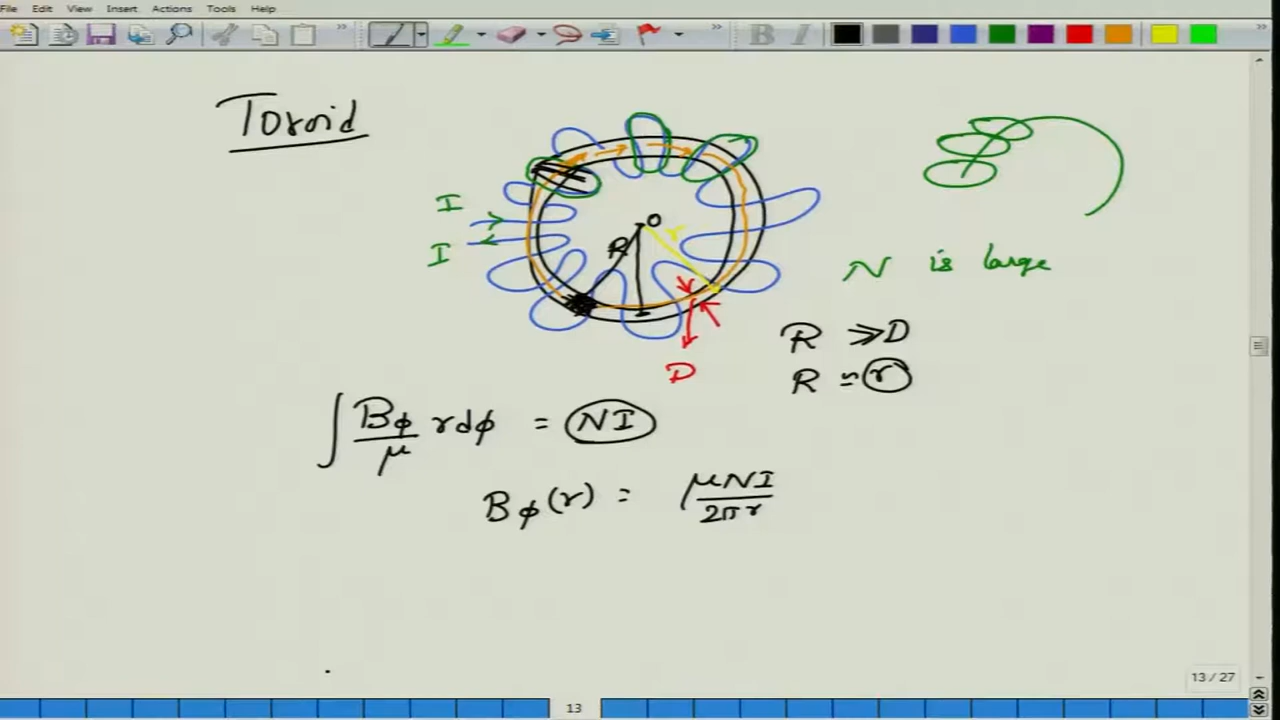 File Edit View Insert Actions Tools Help
Toroid
I
I
O
R
r
D
N is large
R ≫ D
R ≃ r
∫ Bφ/μ r dφ = NI
Bφ(r) = μNI/2πr
13 / 27
13